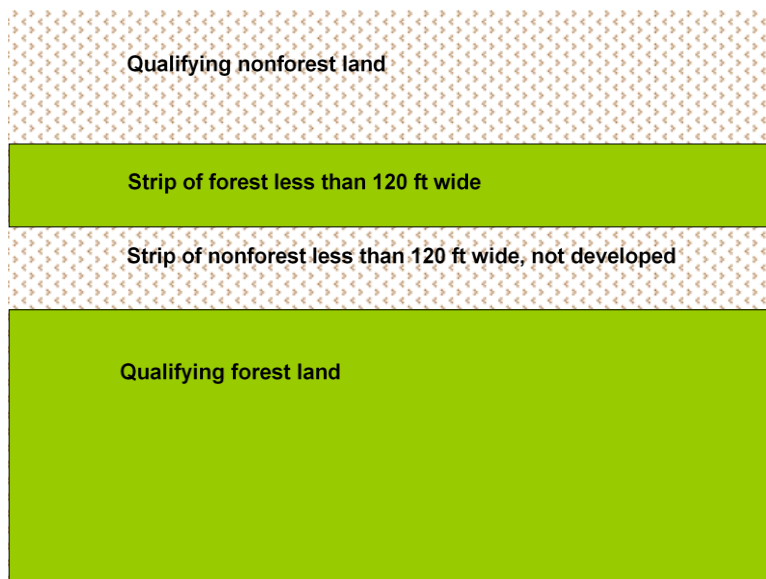 Qualifying nonforest land
Strip of forest less than 120 ft wide
Strip of nonforest less than 120 ft wide, not developed
Qualifying forest land